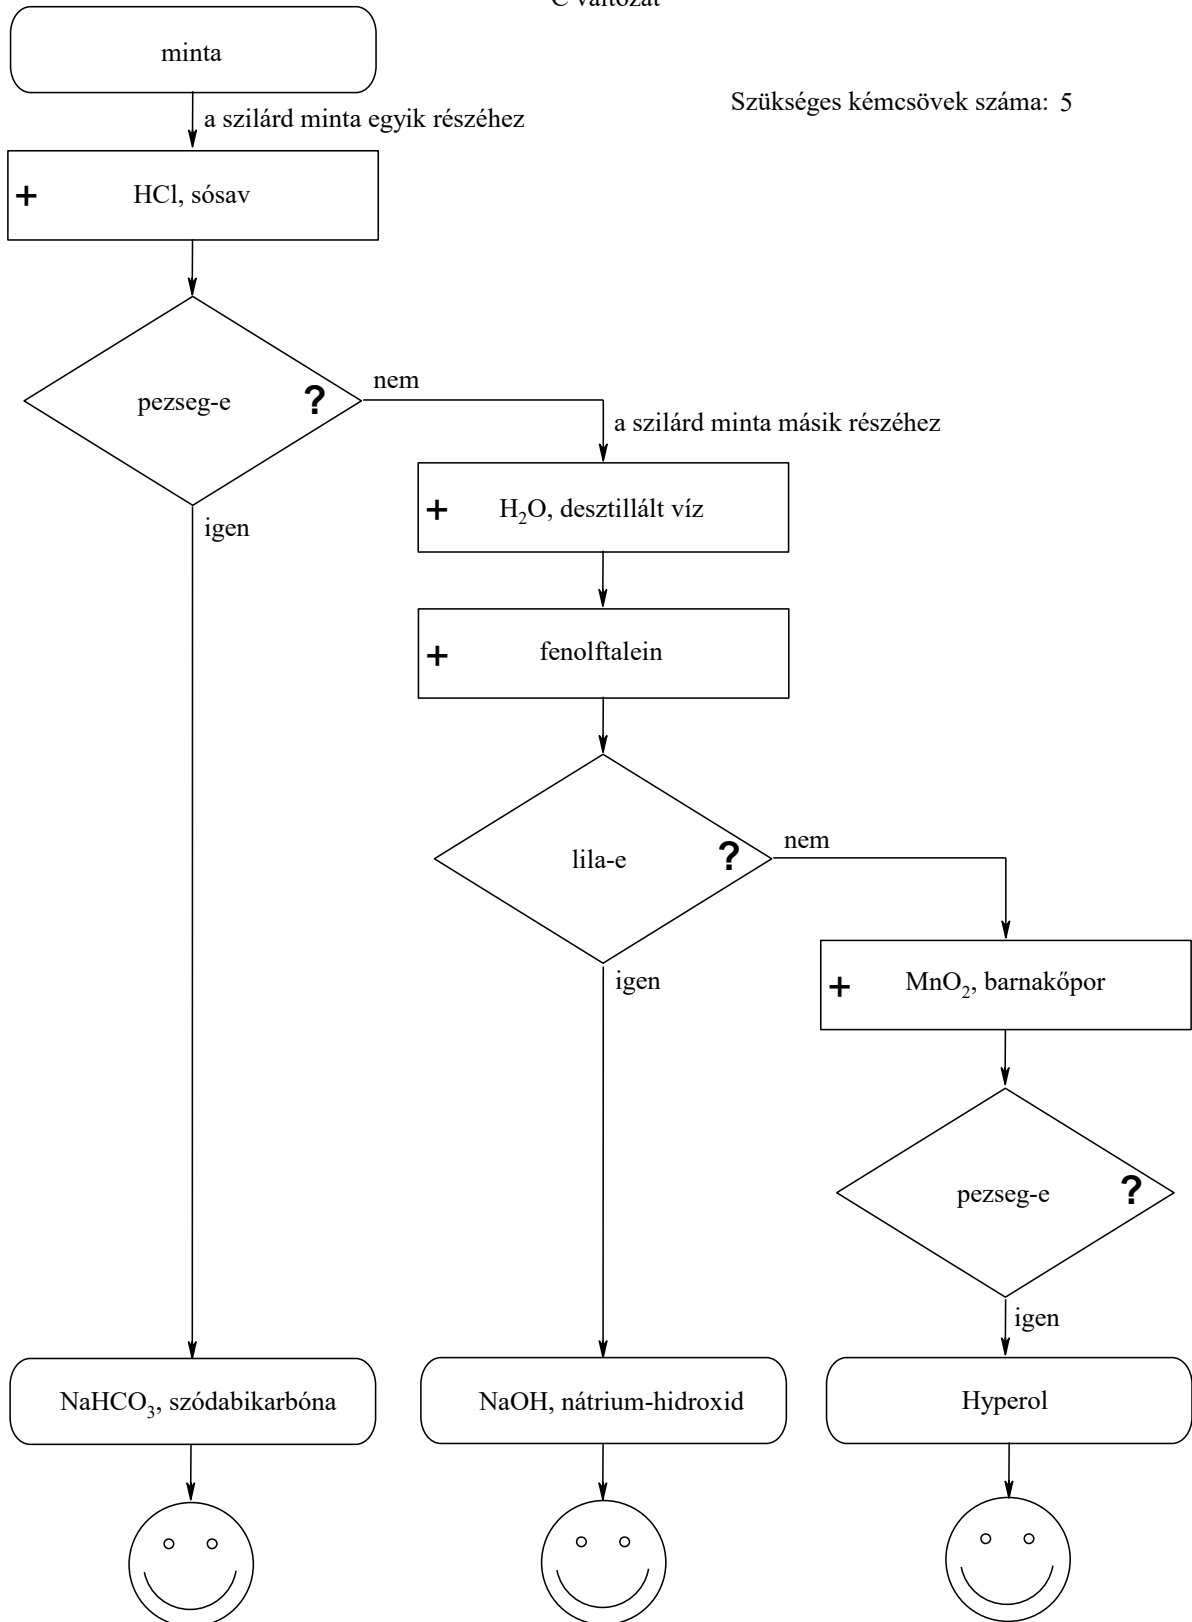 C változat
minta
a szilárd minta egyik részéhez
Szükséges kémcsövek száma: 5
+ HCl, sósav
pezseg-e ?
nem
a szilárd minta másik részéhez
+ H₂O, desztillált víz
igen
+ fenolftalein
lila-e ?
nem
igen
+ MnO₂, barnakőpor
pezseg-e ?
igen
NaHCO₃, szódabikarbóna
NaOH, nátrium-hidroxid
Hyperol